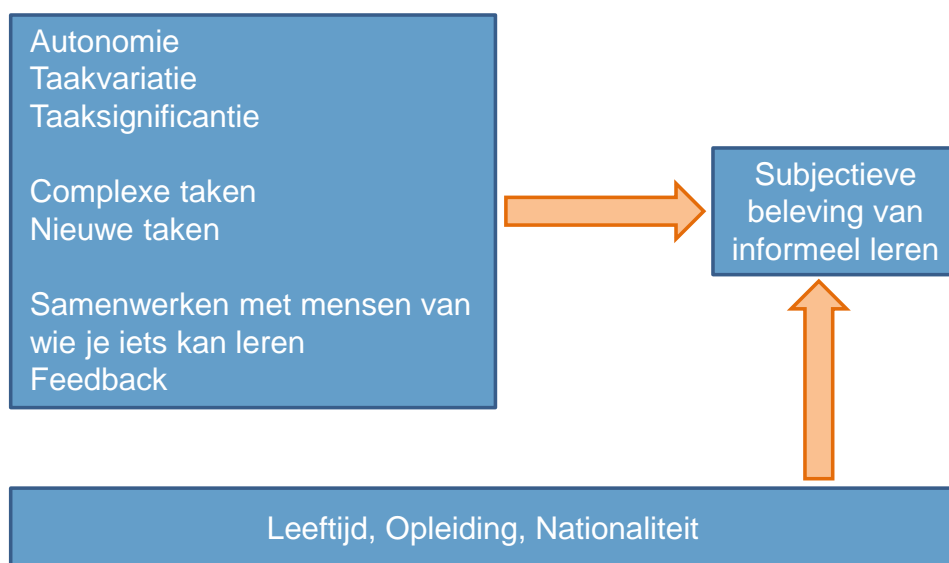 Autonomie
Taakvariatie
Taaksignificantie
Complexe taken
Nieuwe taken
Samenwerken met mensen van
wie je iets kan leren
Feedback
Subjectieve
beleving van
informeel leren
Leeftijd, Opleiding, Nationaliteit